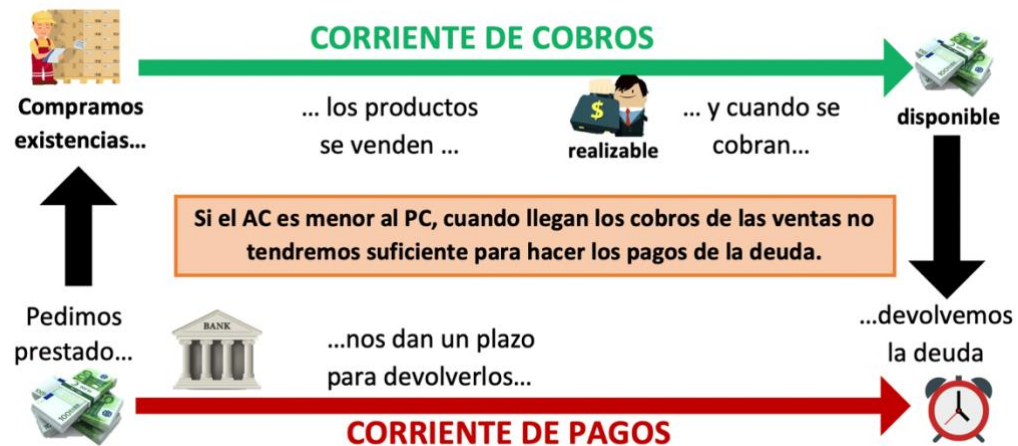 CORRIENTE DE COBROS
Compramos
existencias...
... los productos
se venden ...
$
realizable
... y cuando se
cobran...
disponible
Si el AC es menor al PC, cuando llegan los cobros de las ventas no
tendremos suficiente para hacer los pagos de la deuda.
Pedimos
prestado...
BANK
...nos dan un plazo
para devolverlos...
...devolvemos
la deuda
CORRIENTE DE PAGOS